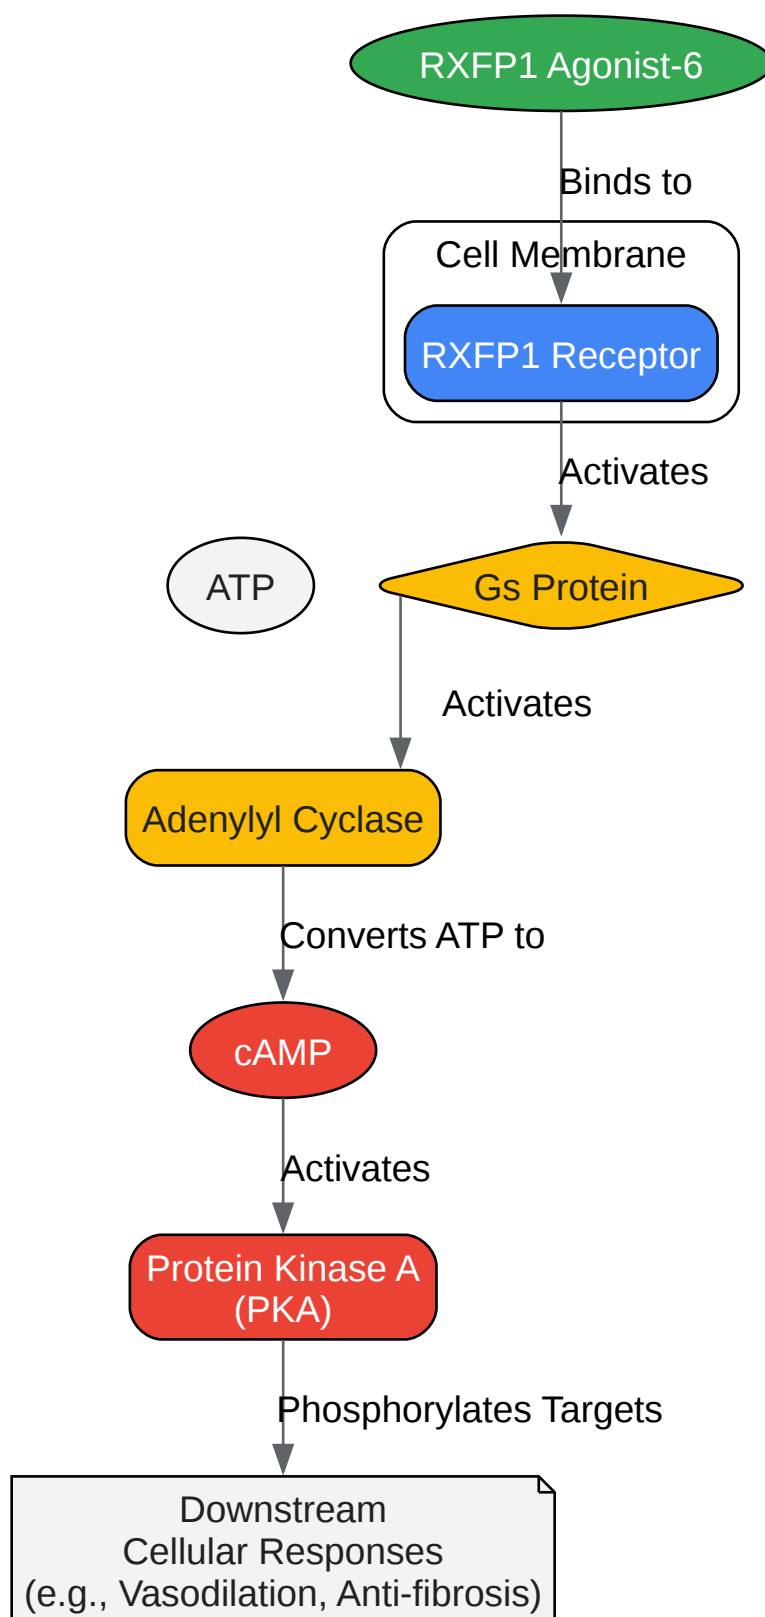 RXFP1 Agonist-6
Binds to
Cell Membrane
RXFP1 Receptor
Activates
ATP
Gs Protein
Activates
Adenylyl Cyclase
Converts ATP to
cAMP
Activates
Protein Kinase A
(PKA)
Phosphorylates Targets
Downstream
Cellular Responses
(e.g., Vasodilation, Anti-fibrosis)